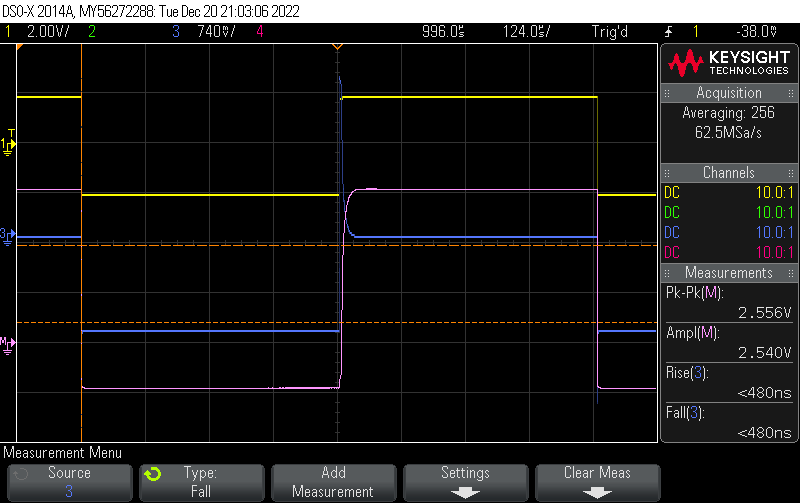 DSO-X 2014A, MY56272288: Tue Dec 20 21:03:06 2022
1 2.00V/ 2 3 740㎷/ 4 996.0㎲ 124.0㎲/ Trig'd 1 -38.0㎷
KEYSIGHT
TECHNOLOGIES
Acquisition
Averaging: 256
62.5MSa/s
Channels
DC 10.0:1
DC 10.0:1
DC 10.0:1
DC 10.0:1
Measurements
Pk-Pk(M):
2.556V
Ampl(M):
2.540V
Rise(3):
<480ns
Fall(3):
<480ns
T
1
3
M
Measurement Menu
Source
3
Type:
Fall
Add
Measurement
Settings
Clear Meas